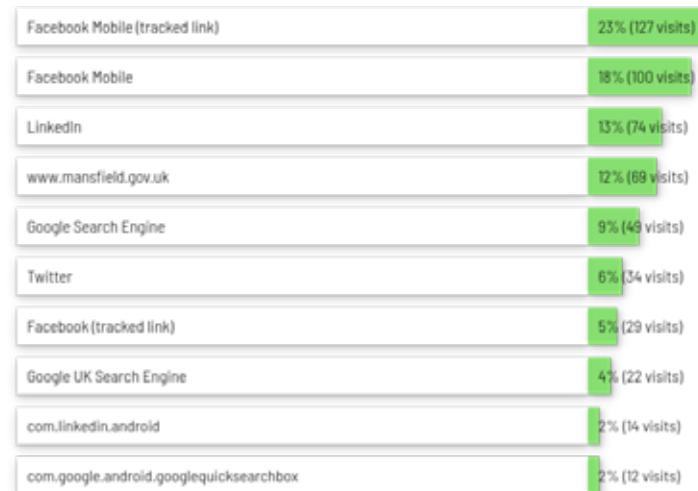 Facebook Mobile (tracked link) 23% (127 visits)
Facebook Mobile 18% (100 visits)
LinkedIn 13% (74 visits)
www.mansfield.gov.uk 12% (69 visits)
Google Search Engine 9% (49 visits)
Twitter 6% (34 visits)
Facebook (tracked link) 5% (29 visits)
Google UK Search Engine 4% (22 visits)
com.linkedin.android 2% (14 visits)
com.google.android.googlequicksearchbox 2% (12 visits)